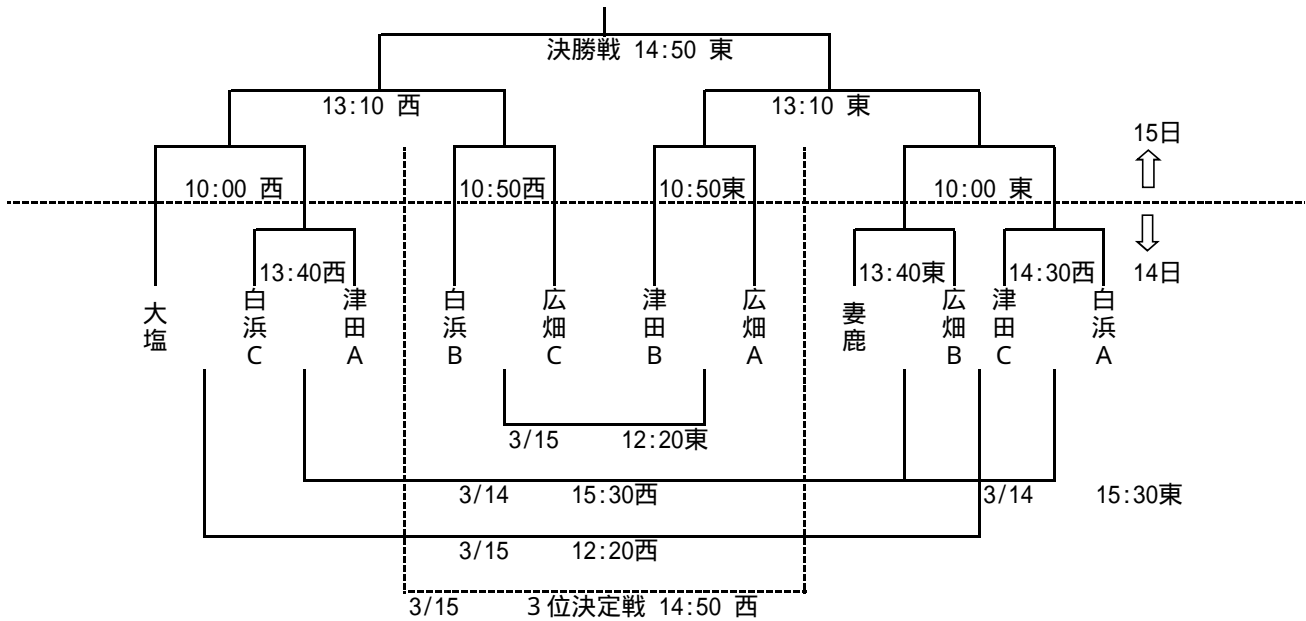 決勝戦 14:50 東
13:10 西
13:10 東
15日
10:00 西
10:50西
10:50東
10:00 東
13:40西
13:40東
14:30西
14日
大塩
白浜C
津田A
白浜B
広畑C
津田B
広畑A
妻鹿
広畑B
津田C
白浜A
3/15 12:20東
3/14 15:30西
3/14 15:30東
3/15 12:20西
3/15 3位決定戦 14:50 西